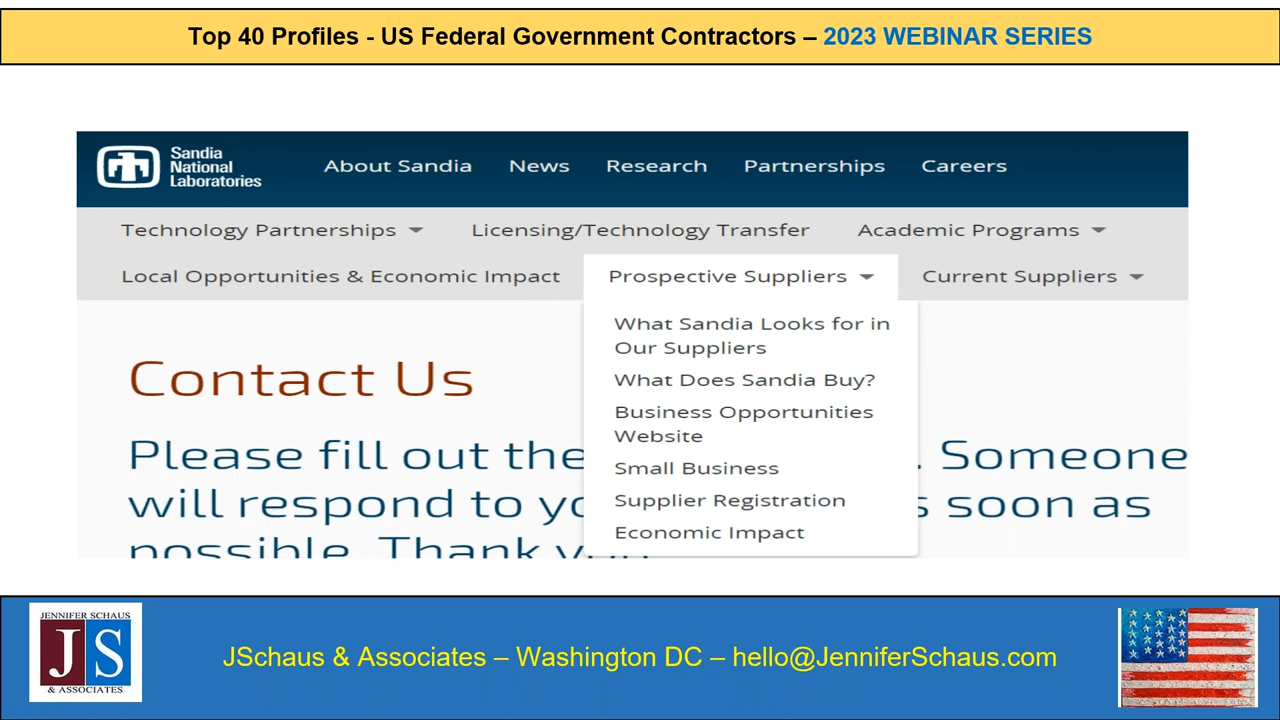 Top 40 Profiles - US Federal Government Contractors – 2023 WEBINAR SERIES
Sandia
National
Laboratories
About Sandia News Research Partnerships Careers
Technology Partnerships Licensing/Technology Transfer Academic Programs
Local Opportunities & Economic Impact Prospective Suppliers Current Suppliers
What Sandia Looks for in
Our Suppliers
What Does Sandia Buy?
Business Opportunities
Website
Small Business
Supplier Registration
Economic Impact
Contact Us
Please fill out the . Someone
will respond to soon as
possible. Thank
JENNIFER SCHAUS
JS
& ASSOCIATES
JSchaus & Associates – Washington DC – hello@JenniferSchaus.com